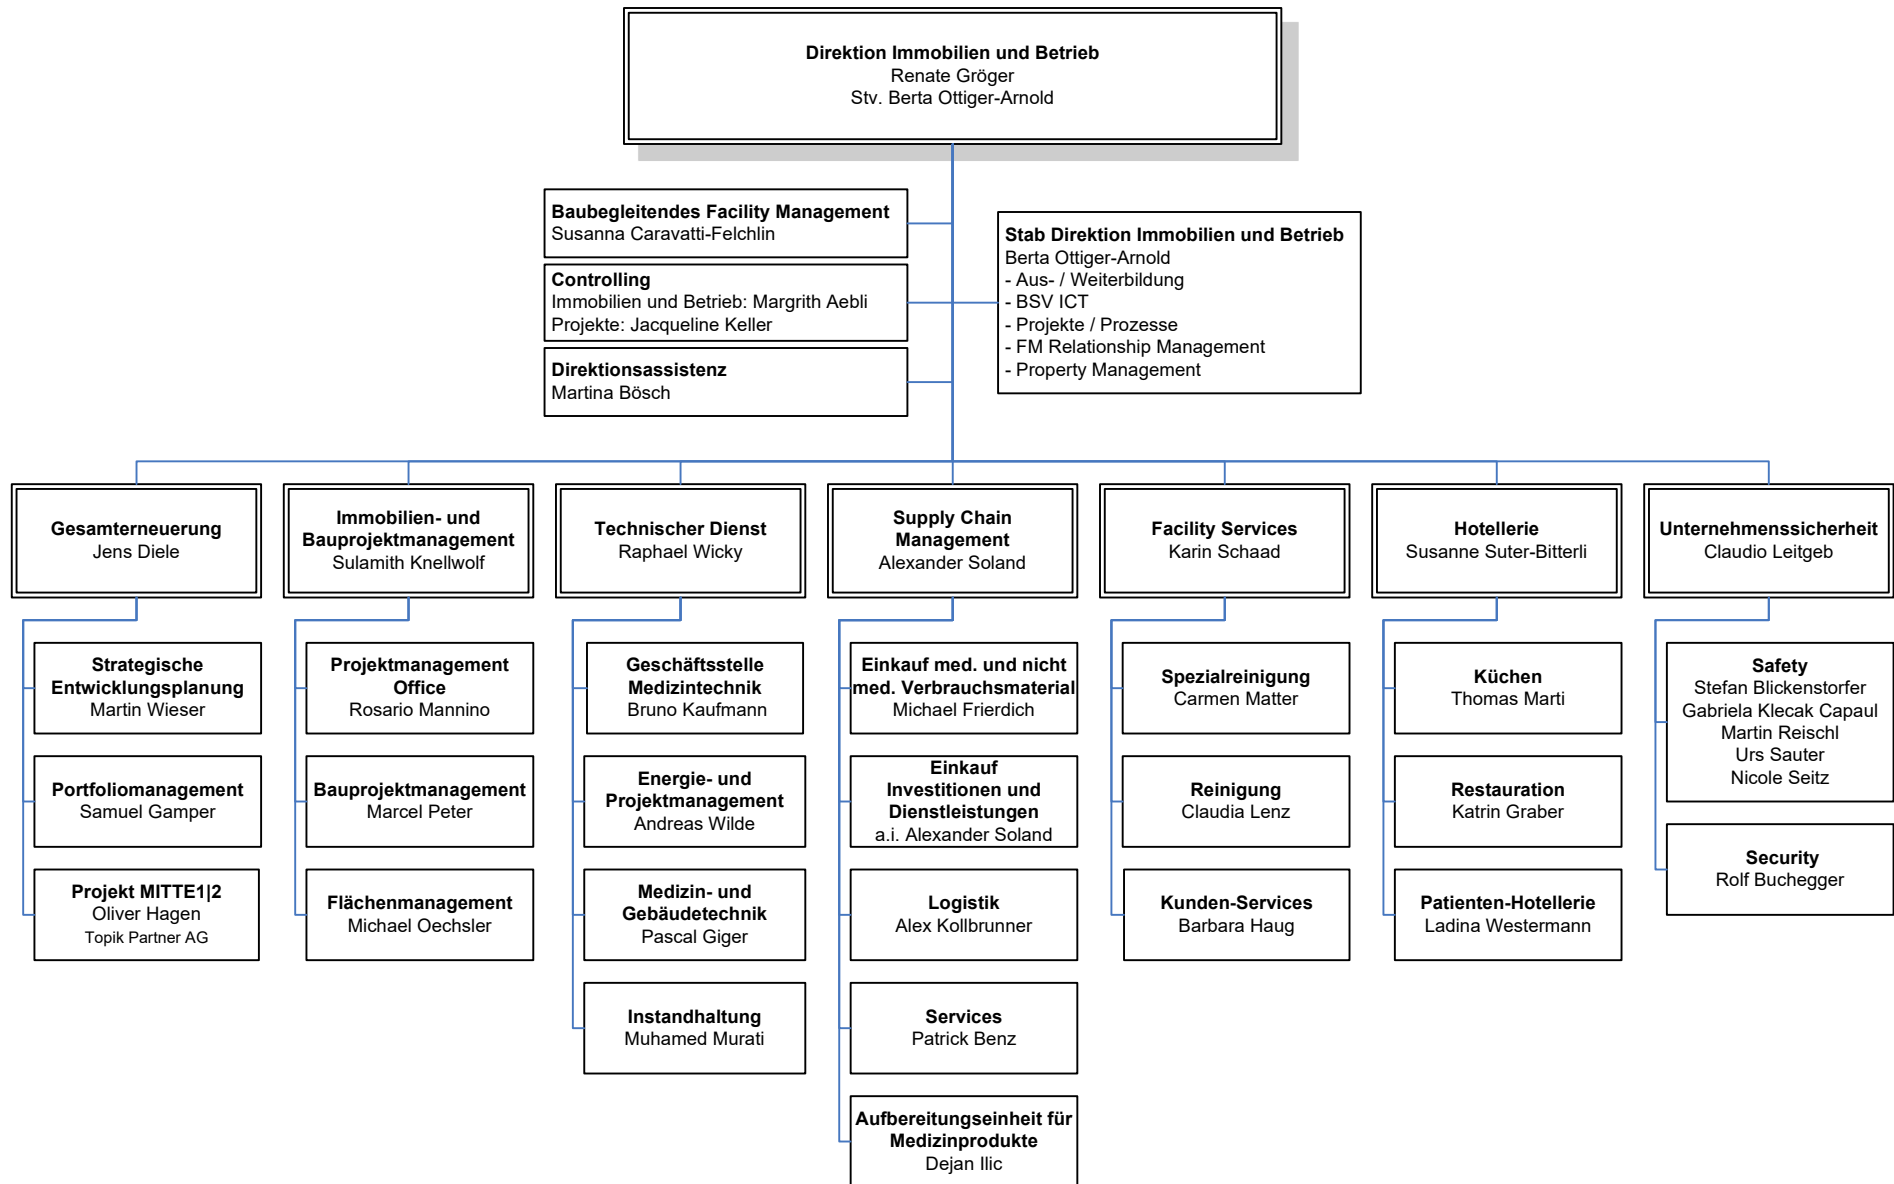 Direktion Immobilien und Betrieb
Renate Gröger
Stv. Berta Ottiger-Arnold
Baubegleitendes Facility Management
Susanna Caravatti-Felchlin
Controlling
Immobilien und Betrieb: Margrith Aebli
Projekte: Jacqueline Keller
Direktionsassistenz
Martina Bösch
Stab Direktion Immobilien und Betrieb
Berta Ottiger-Arnold
- Aus- / Weiterbildung
- BSV ICT
- Projekte / Prozesse
- FM Relationship Management
- Property Management
Gesamterneuerung
Jens Diele
Immobilien- und
Bauprojektmanagement
Sulamith Knellwolf
Technischer Dienst
Raphael Wicky
Supply Chain
Management
Alexander Soland
Facility Services
Karin Schaad
Hotellerie
Susanne Suter-Bitterli
Unternehmenssicherheit
Claudio Leitgeb
Strategische
Entwicklungsplanung
Martin Wieser
Portfoliomanagement
Samuel Gamper
Projekt MITTE1|2
Oliver Hagen
Topik Partner AG
Projektmanagement
Office
Rosario Mannino
Bauprojektmanagement
Marcel Peter
Flächenmanagement
Michael Oechsler
Geschäftsstelle
Medizintechnik
Bruno Kaufmann
Energie- und
Projektmanagement
Andreas Wilde
Medizin- und
Gebäudetechnik
Pascal Giger
Instandhaltung
Muhamed Murati
Einkauf med. und nicht
med. Verbrauchsmaterial
Michael Frierdich
Einkauf
Investitionen und
Dienstleistungen
a.i. Alexander Soland
Logistik
Alex Kollbrunner
Services
Patrick Benz
Aufbereitungseinheit für
Medizinprodukte
Dejan Ilic
Spezialreinigung
Carmen Matter
Reinigung
Claudia Lenz
Kunden-Services
Barbara Haug
Küchen
Thomas Marti
Restauration
Katrin Graber
Patienten-Hotellerie
Ladina Westermann
Safety
Stefan Blickenstorfer
Gabriela Klecak Capaul
Martin Reischl
Urs Sauter
Nicole Seitz
Security
Rolf Buchegger